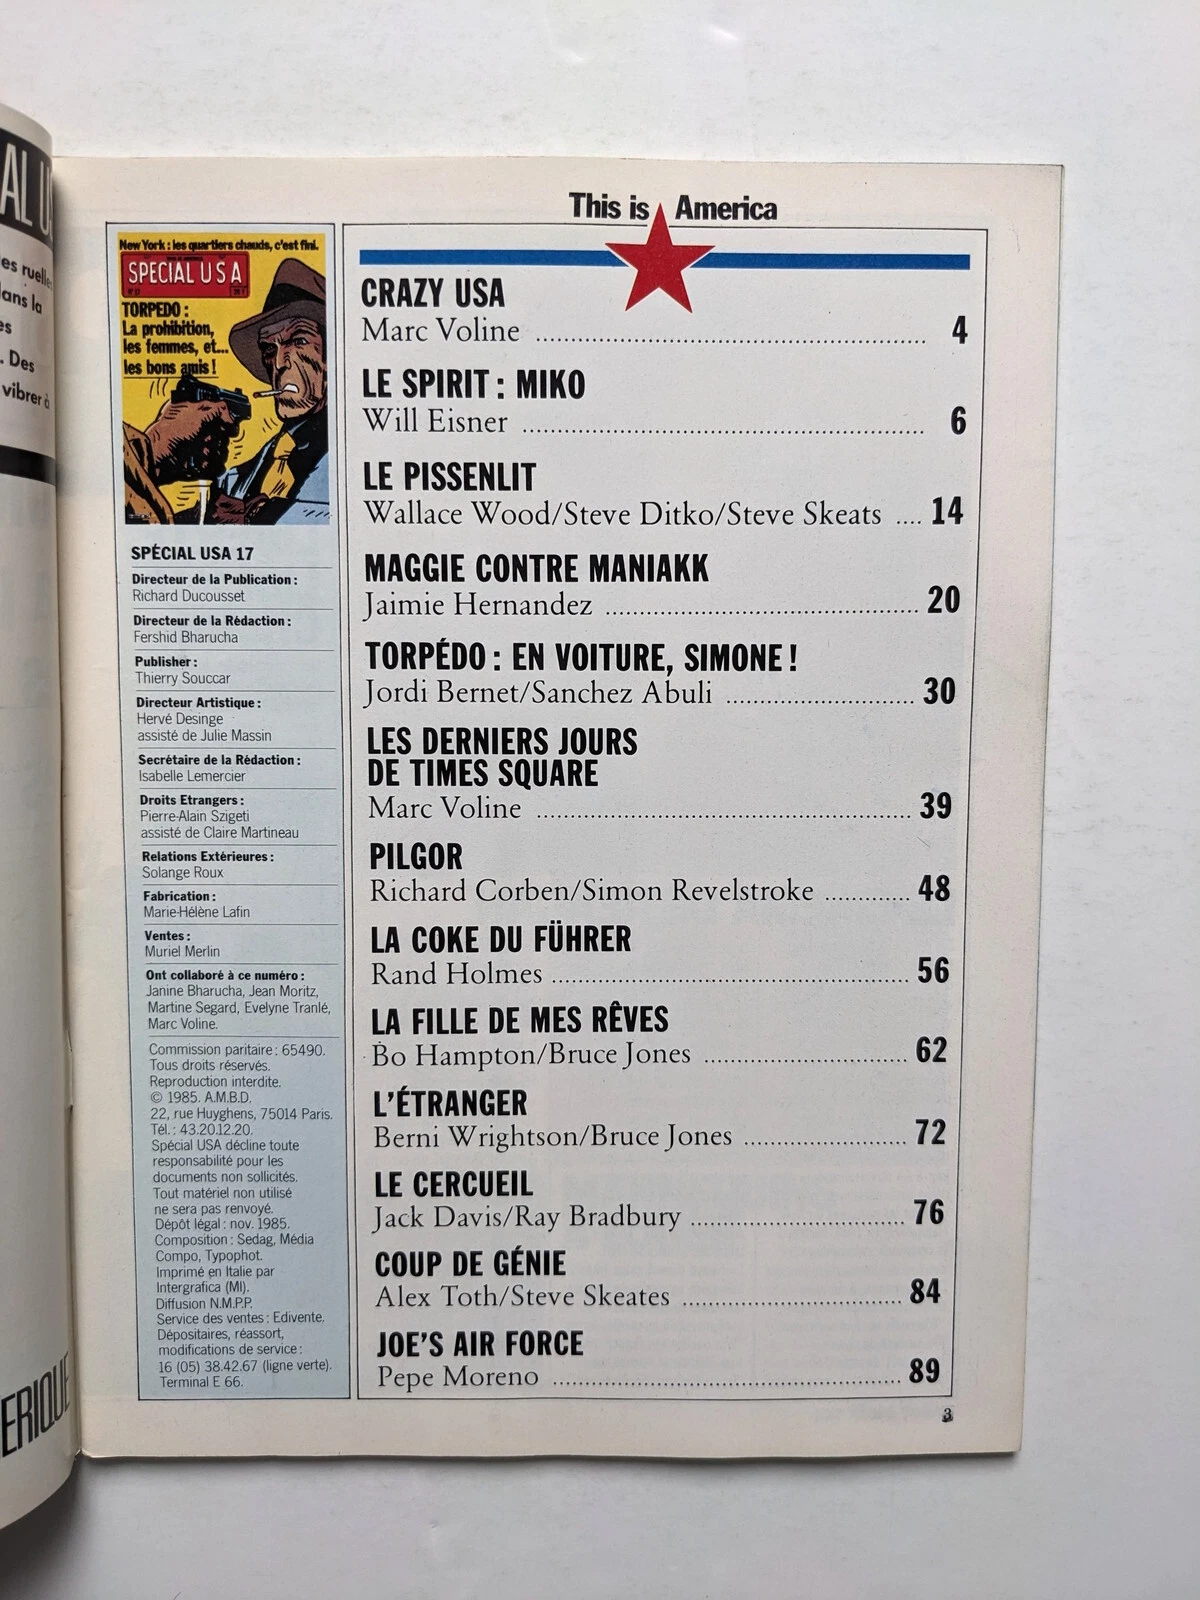 AL U
les ruelle
dans la
es
. Des
vibrer à
ERIQUE
This is America
New York : les quartiers chauds, c'est fini.
SPECIAL USA
TORPEDO :
La prohibition,
les femmes, et...
les bons amis !
SPÉCIAL USA 17
Directeur de la Publication :
Richard Ducousset
Directeur de la Rédaction :
Fershid Bharucha
Publisher :
Thierry Souccar
Directeur Artistique :
Hervé Desinge
assisté de Julie Massin
Secrétaire de la Rédaction :
Isabelle Lemercier
Droits Etrangers :
Pierre-Alain Szigeti
assisté de Claire Martineau
Relations Extérieures :
Solange Roux
Fabrication :
Marie-Hélène Lafin
Ventes :
Muriel Merlin
Ont collaboré à ce numéro :
Janine Bharucha, Jean Moritz,
Martine Segard, Evelyne Tranlé,
Marc Voline.
Commission paritaire : 65490.
Tous droits réservés.
Reproduction interdite.
© 1985. A.M.B.D.
22, rue Huyghens, 75014 Paris.
Tél. : 43.20.12.20.
Spécial USA décline toute
responsabilité pour les
documents non sollicités.
Tout matériel non utilisé
ne sera pas renvoyé.
Dépôt légal : nov. 1985.
Composition : Sedag, Média
Compo, Typophot.
Imprimé en Italie par
Intergrafica (MI).
Diffusion N.M.P.P.
Service des ventes : Edivente.
Dépositaires, réassort,
modifications de service :
16 (05) 38.42.67 (ligne verte).
Terminal E 66.
CRAZY USA
Marc Voline ........ 4
LE SPIRIT : MIKO
Will Eisner ........ 6
LE PISSENLIT
Wallace Wood/Steve Ditko/Steve Skeats .... 14
MAGGIE CONTRE MANIAKK
Jaimie Hernandez ........ 20
TORPÉDO : EN VOITURE, SIMONE !
Jordi Bernet/Sanchez Abuli ........ 30
LES DERNIERS JOURS
DE TIMES SQUARE
Marc Voline ........ 39
PILGOR
Richard Corben/Simon Revelstroke ........ 48
LA COKE DU FÜHRER
Rand Holmes ........ 56
LA FILLE DE MES RÊVES
Bo Hampton/Bruce Jones ........ 62
L'ÉTRANGER
Berni Wrightson/Bruce Jones ........ 72
LE CERCUEIL
Jack Davis/Ray Bradbury ........ 76
COUP DE GÉNIE
Alex Toth/Steve Skeates ........ 84
JOE'S AIR FORCE
Pepe Moreno ........ 89
3